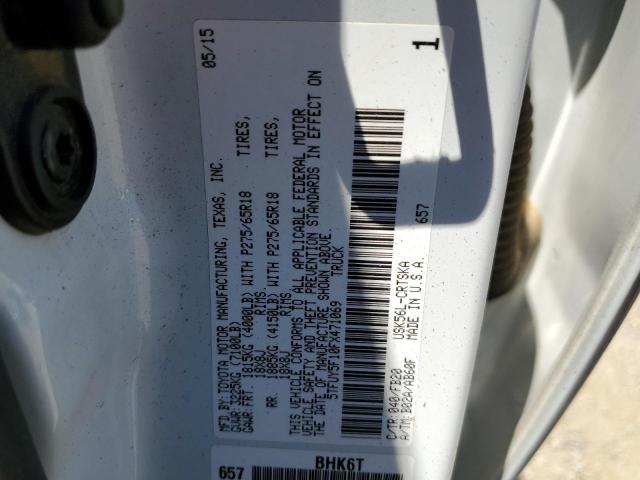 MFD. BY: TOYOTA MOTOR MANUFACTURING, TEXAS, INC. 05/15
GVWR: 3225KG (7100LB)
GAWR: FRT. 1815KG (4000LB) WITH P275/65R18 TIRES,
18X8J RIMS,
RR. 1885KG (4150LB) WITH P275/65R18 TIRES,
18X8J RIMS
THIS VEHICLE CONFORMS TO ALL APPLICABLE FEDERAL MOTOR
VEHICLE SAFETY AND THEFT PREVENTION STANDARDS IN EFFECT ON
THE DATE OF MANUFACTURE SHOWN ABOVE.
5TFUY5F10FX471069 TRUCK
657
C/TR: 040/FB20 USK56L-CRTSKA
A/TM: B02A/AB60F MADE IN U.S.A.
1
657 BHK6T